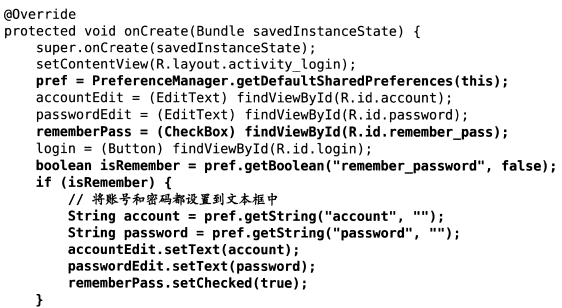 @Override
protected void onCreate(Bundle savedInstanceState) {
    super.onCreate(savedInstanceState);
    setContentView(R.layout.activity_login);
    pref = PreferenceManager.getDefaultSharedPreferences(this);
    accountEdit = (EditText) findViewById(R.id.account);
    passwordEdit = (EditText) findViewById(R.id.password);
    rememberPass = (CheckBox) findViewById(R.id.remember_pass);
    login = (Button) findViewById(R.id.login);
    boolean isRemember = pref.getBoolean("remember_password", false);
    if (isRemember) {
        // 将账号和密码都设置到文本框中
        String account = pref.getString("account", "");
        String password = pref.getString("password", "");
        accountEdit.setText(account);
        passwordEdit.setText(password);
        rememberPass.setChecked(true);
    }